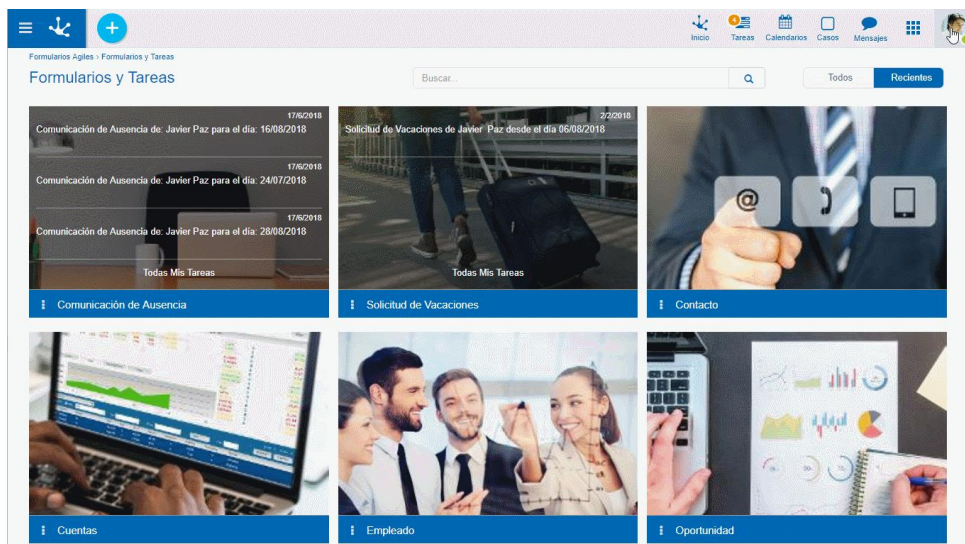 4
Inicio
Tareas
Calendarios
Casos
Mensajes
Formularios Agiles > Formularios y Tareas
Formularios y Tareas
Buscar...
Todos
Recientes
17/6/2018
Comunicación de Ausencia de: Javier Paz para el día: 16/08/2018
17/6/2018
Comunicación de Ausencia de: Javier Paz para el día: 24/07/2018
17/6/2018
Comunicación de Ausencia de: Javier Paz para el día: 28/08/2018
Todas Mis Tareas
Comunicación de Ausencia
2/2/2018
Solicitud de Vacaciones de Javier Paz desde el día 06/08/2018
Todas Mis Tareas
Solicitud de Vacaciones
@
Contacto
Cuentas
Empleado
Oportunidad